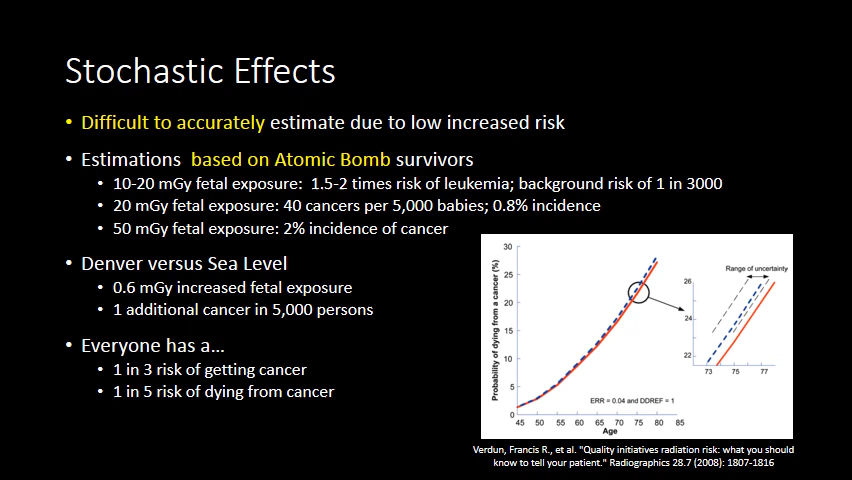 Stochastic Effects
• Difficult to accurately estimate due to low increased risk
• Estimations based on Atomic Bomb survivors
• 10-20 mGy fetal exposure: 1.5-2 times risk of leukemia; background risk of 1 in 3000
• 20 mGy fetal exposure: 40 cancers per 5,000 babies; 0.8% incidence
• 50 mGy fetal exposure: 2% incidence of cancer
• Denver versus Sea Level
• 0.6 mGy increased fetal exposure
• 1 additional cancer in 5,000 persons
• Everyone has a...
• 1 in 3 risk of getting cancer
• 1 in 5 risk of dying from cancer
Probability of dying from a cancer (%)
30
25
20
15
10
5
0
45 50 55 60 65 70 75 80 85
Age
ERR = 0.04 and DDREF = 1
Range of uncertainty
26
24
22
73 75 77
Verdun, Francis R., et al. "Quality initiatives radiation risk: what you should
know to tell your patient." Radiographics 28.7 (2008): 1807-1816